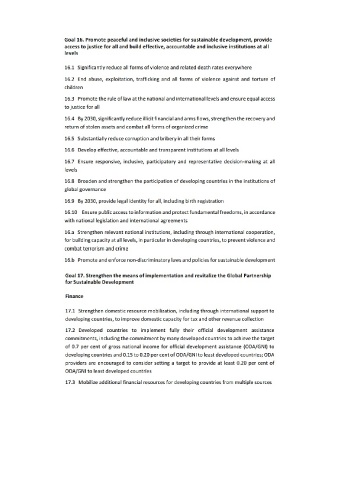 Goal 16. Promote peaceful and inclusive societies for sustainable development, provide
access to justice for all and build effective, accountable and inclusive institutions at all
levels
16.1 Significantly reduce all forms of violence and related death rates everywhere
16.2 End abuse, exploitation, trafficking and all forms of violence against and torture of
children
16.3 Promote the rule of law at the national and international levels and ensure equal access
to justice for all
16.4 By 2030, significantly reduce illicit financial and arms flows, strengthen the recovery and
return of stolen assets and combat all forms of organized crime
16.5 Substantially reduce corruption and bribery in all their forms
16.6 Develop effective, accountable and transparent institutions at all levels
16.7 Ensure responsive, inclusive, participatory and representative decision-making at all
levels
16.8 Broaden and strengthen the participation of developing countries in the institutions of
global governance
16.9 By 2030, provide legal identity for all, including birth registration
16.10 Ensure public access to information and protect fundamental freedoms, in accordance
with national legislation and international agreements
16.a Strengthen relevant national institutions, including through international cooperation,
for building capacity at all levels, in particular in developing countries, to prevent violence and
combat terrorism and crime
16.b Promote and enforce non-discriminatory laws and policies for sustainable development
Goal 17. Strengthen the means of implementation and revitalize the Global Partnership
for Sustainable Development
Finance
17.1 Strengthen domestic resource mobilization, including through international support to
developing countries, to improve domestic capacity for tax and other revenue collection
17.2 Developed countries to implement fully their official development assistance
commitments, including the commitment by many developed countries to achieve the target
of 0.7 per cent of gross national income for official development assistance (ODA/GNI) to
developing countries and 0.15 to 0.20 per cent of ODA/GNI to least developed countries; ODA
providers are encouraged to consider setting a target to provide at least 0.20 per cent of
ODA/GNI to least developed countries
17.3 Mobilize additional financial resources for developing countries from multiple sources